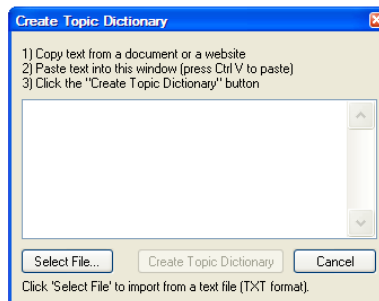 Create Topic Dictionary
1) Copy text from a document or a website
2) Paste text into this window (press Ctrl V to paste)
3) Click the "Create Topic Dictionary" button
Select File... Create Topic Dictionary Cancel
Click 'Select File' to import from a text file (TXT format).